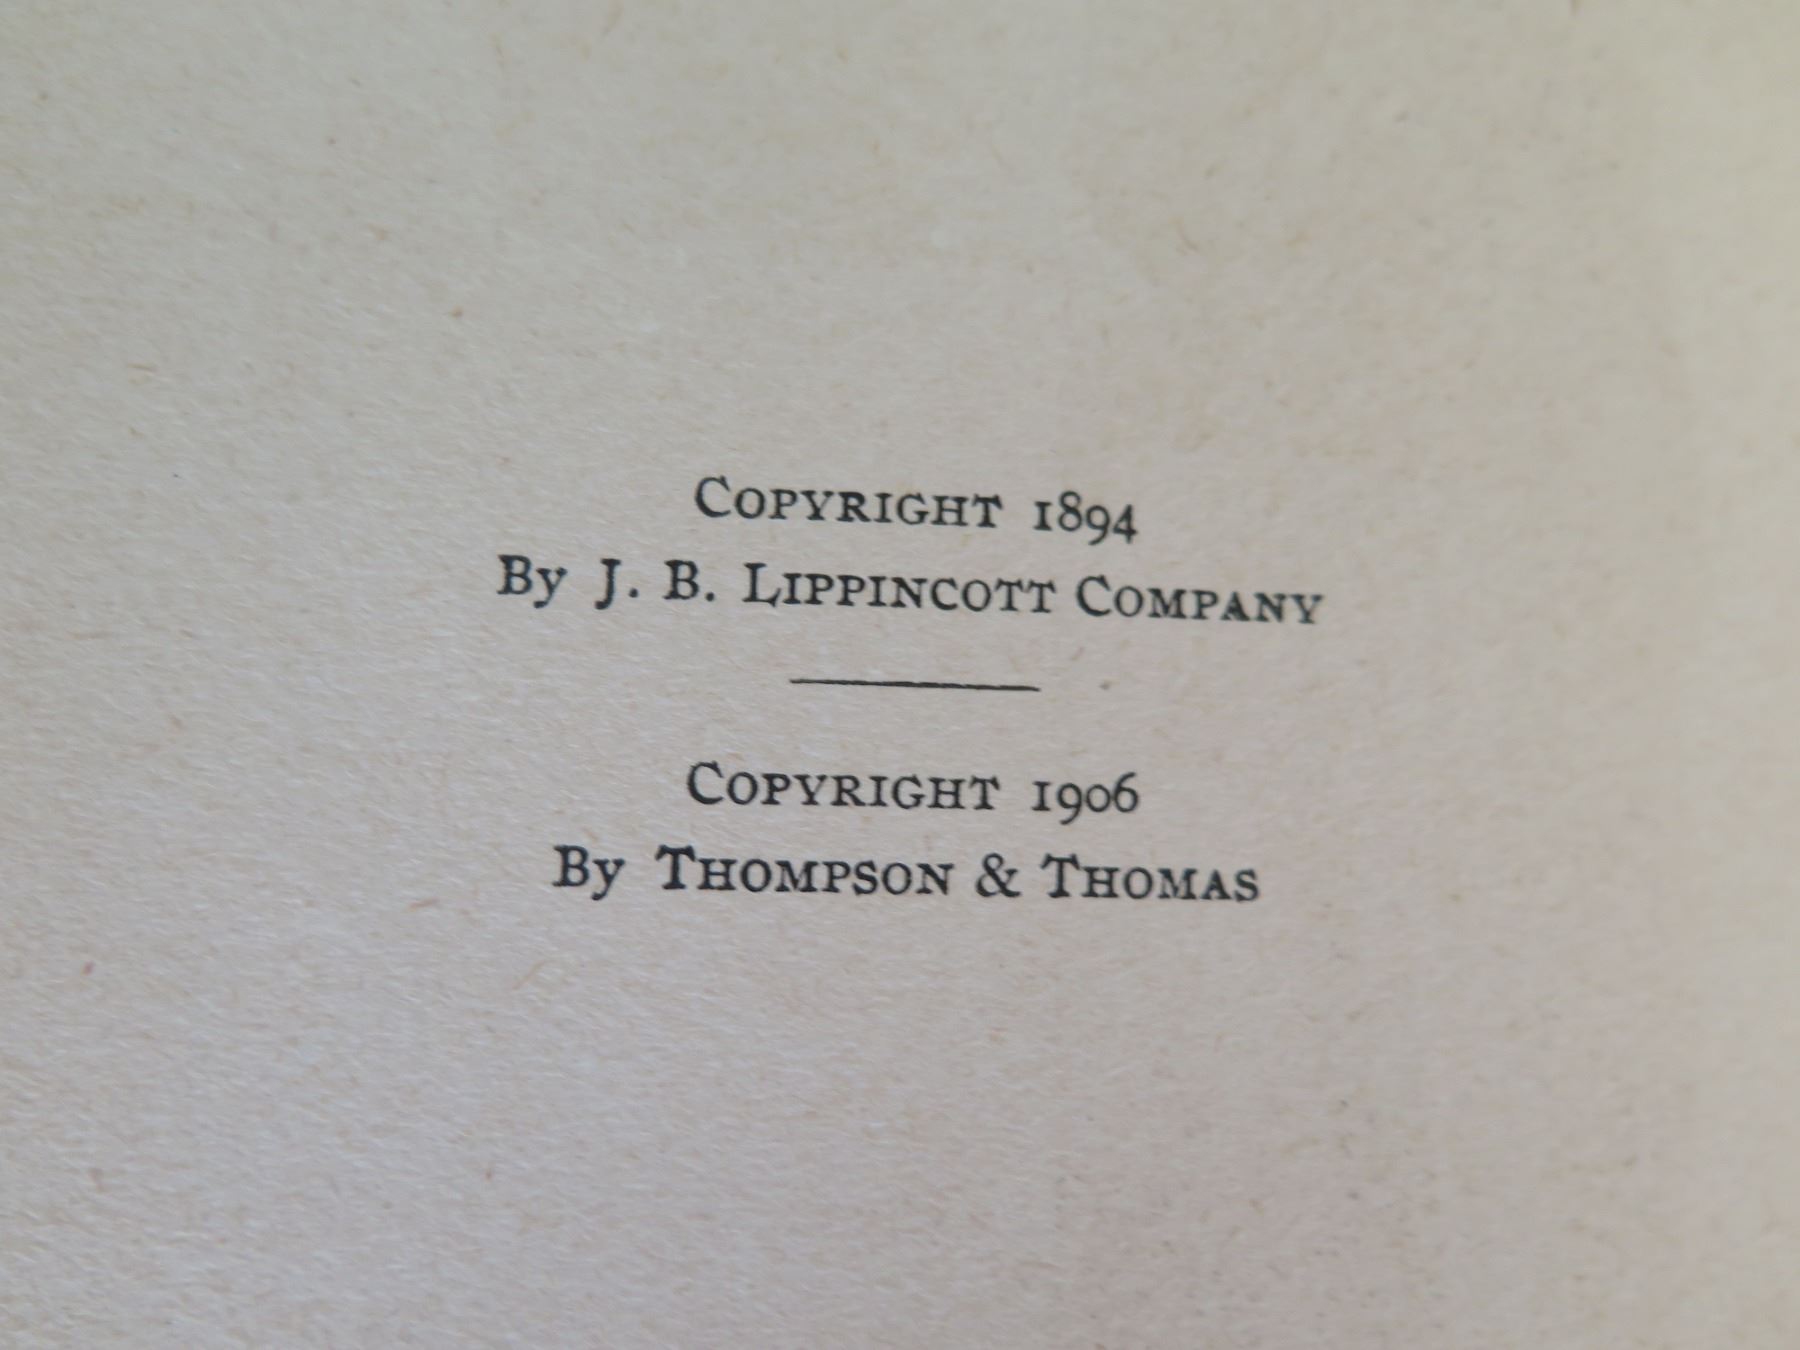 Copyright 1894
By J. B. Lippincott Company
Copyright 1906
By Thompson & Thomas